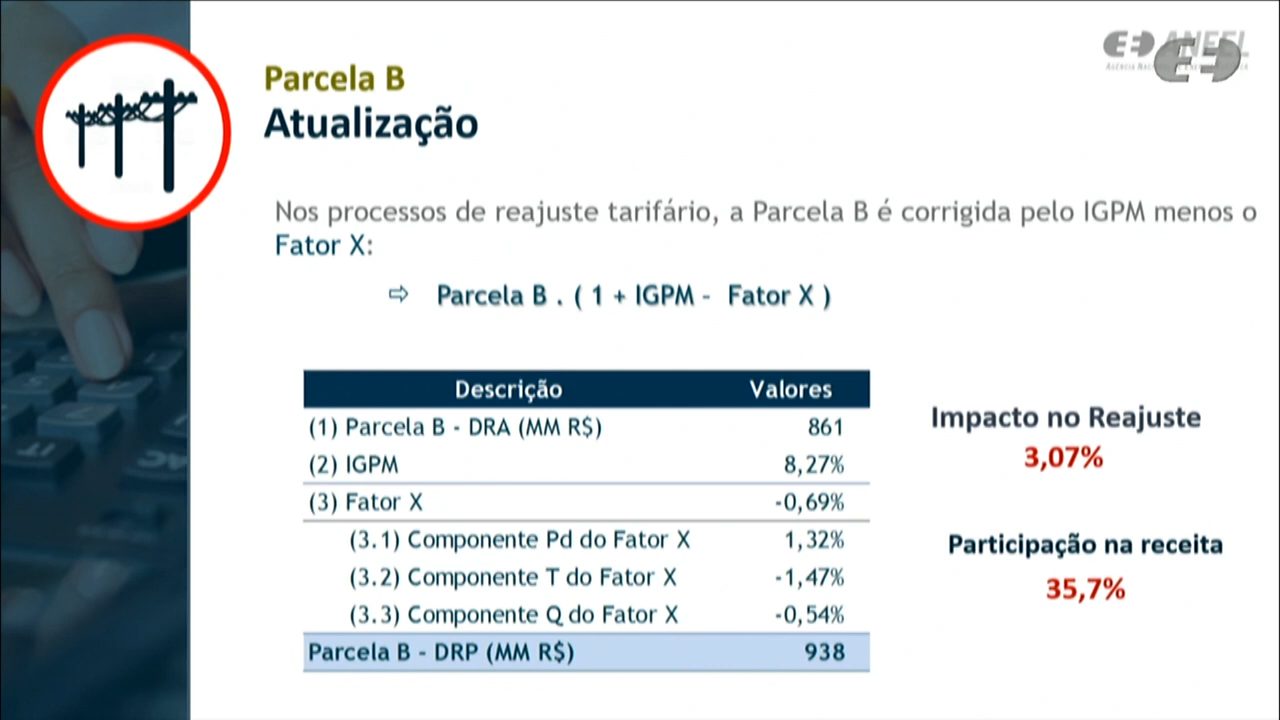 ANEEL
Parcela B
Atualização
Nos processos de reajuste tarifário, a Parcela B é corrigida pelo IGPM menos o
Fator X:
⇨ Parcela B . ( 1 + IGPM - Fator X )
Descrição Valores
(1) Parcela B - DRA (MM R$) 861
(2) IGPM 8,27%
(3) Fator X -0,69%
(3.1) Componente Pd do Fator X 1,32%
(3.2) Componente T do Fator X -1,47%
(3.3) Componente Q do Fator X -0,54%
Parcela B - DRP (MM R$) 938
Impacto no Reajuste
3,07%
Participação na receita
35,7%